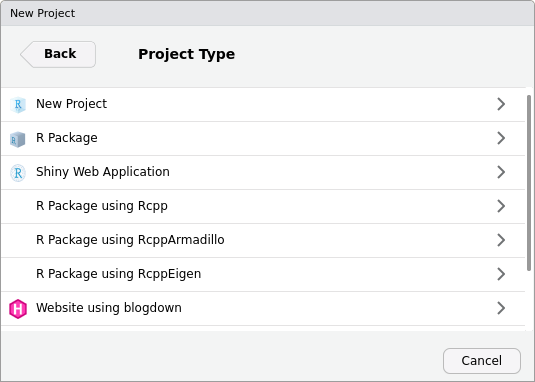 New Project
Back
Project Type
R New Project
R R Package
R Shiny Web Application
R Package using Rcpp
R Package using RcppArmadillo
R Package using RcppEigen
H Website using blogdown
Cancel